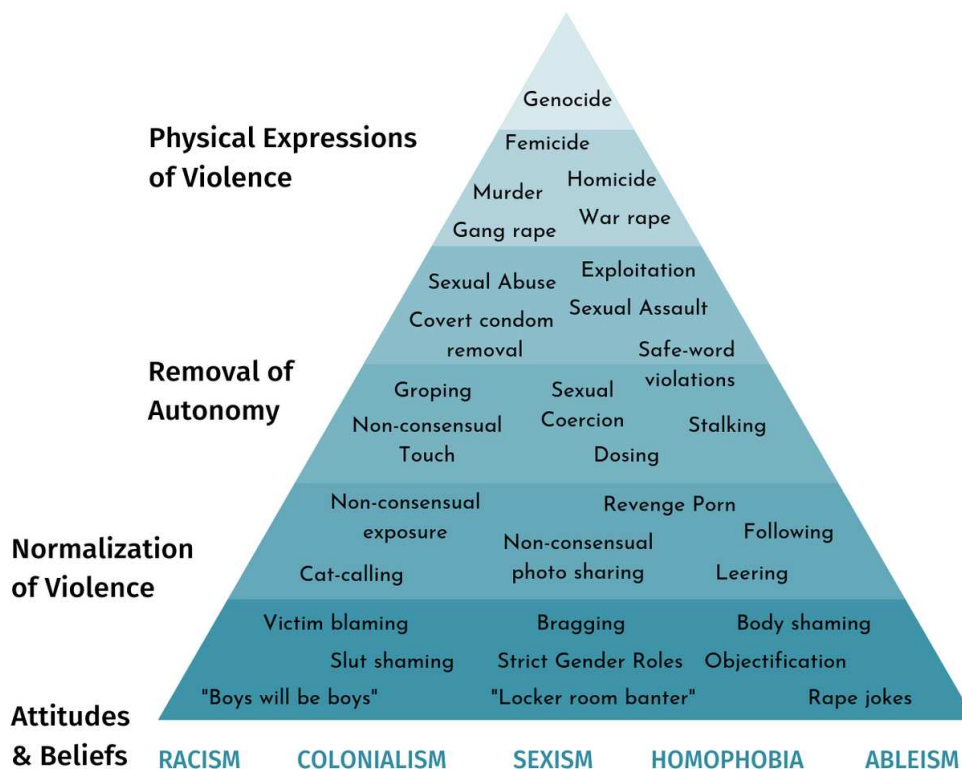 Genocide
Physical Expressions
of Violence
Femicide
Homicide
Murder
War rape
Gang rape
Exploitation
Sexual Abuse
Sexual Assault
Covert condom
removal
Safe-word
violations
Removal of
Autonomy
Groping
Sexual
Coercion
Non-consensual
Touch
Stalking
Dosing
Non-consensual
exposure
Revenge Porn
Following
Non-consensual
photo sharing
Cat-calling
Leering
Normalization
of Violence
Victim blaming
Bragging
Body shaming
Slut shaming
Strict Gender Roles
Objectification
"Boys will be boys"
"Locker room banter"
Rape jokes
Attitudes
& Beliefs
RACISM COLONIALISM SEXISM HOMOPHOBIA ABLEISM